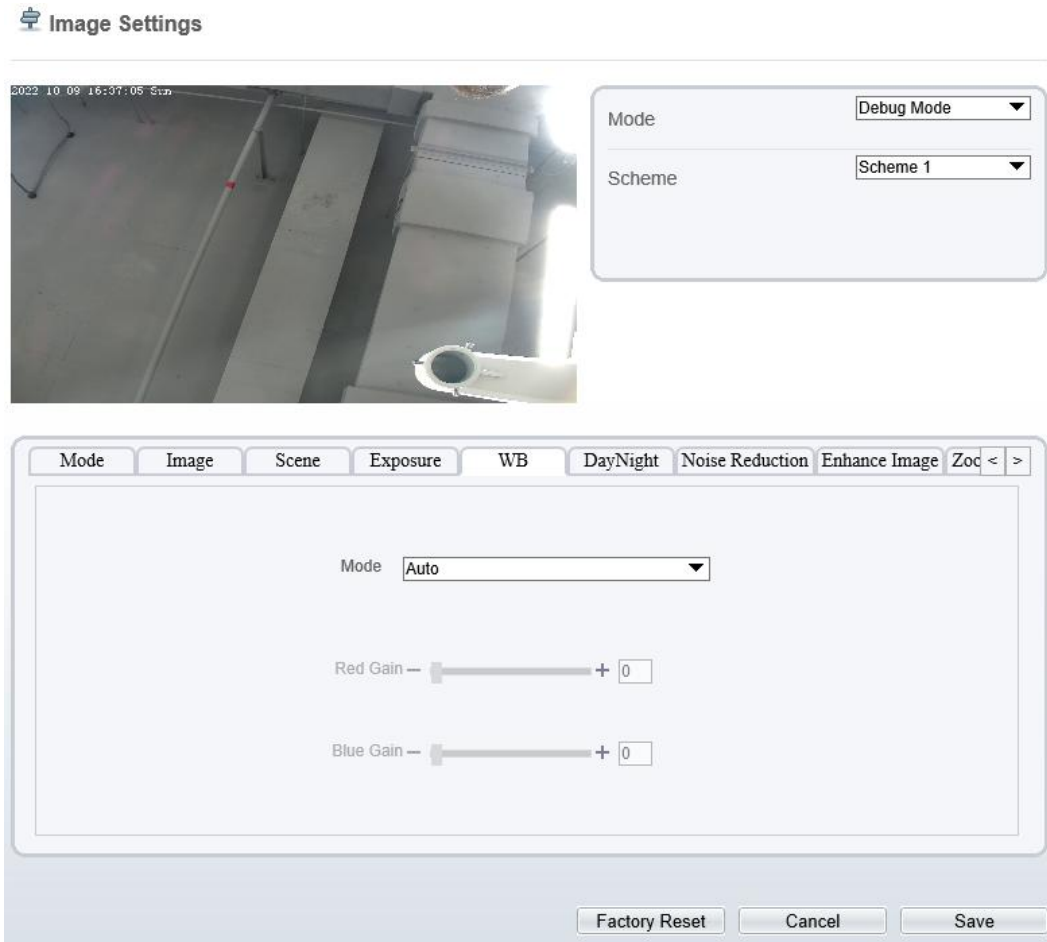 Image Settings
2022 10 09 16:37:05 Sun
Mode Debug Mode
Scheme Scheme 1
Mode Image Scene Exposure WB DayNight Noise Reduction Enhance Image Zoo < >
Mode Auto
Red Gain − + 0
Blue Gain − + 0
Factory Reset Cancel Save